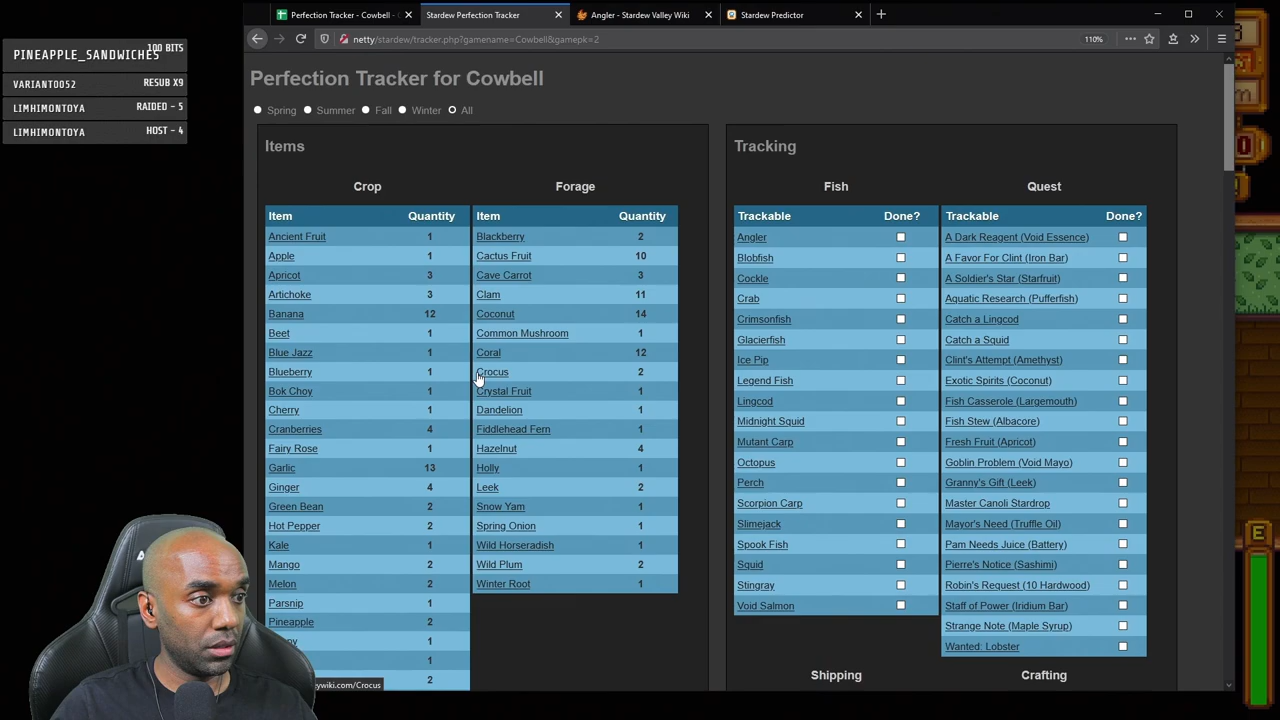 PINEAPPLE_SANDWICHES 100 BITS
VARIANT0052 RESUB X9
LIMHIMONTOYA RAIDED - 5
LIMHIMONTOYA HOST - 4
Perfection Tracker - Cowbell -
Stardew Perfection Tracker
Angler - Stardew Valley Wiki
Stardew Predictor
netty/stardew/tracker.php?gamename=Cowbell&gamepk=2
110%
Perfection Tracker for Cowbell
Spring Summer Fall Winter All
Items
Crop
Item Quantity
Ancient Fruit 1
Apple 1
Apricot 3
Artichoke 3
Banana 12
Beet 1
Blue Jazz 1
Blueberry 1
Bok Choy 1
Cherry 1
Cranberries 4
Fairy Rose 1
Garlic 13
Ginger 4
Green Bean 2
Hot Pepper 2
Kale 1
Mango 2
Melon 2
Parsnip 1
Pineapple 2
1
1
2
Forage
Item Quantity
Blackberry 2
Cactus Fruit 10
Cave Carrot 3
Clam 11
Coconut 14
Common Mushroom 1
Coral 12
Crocus 2
Crystal Fruit 1
Dandelion 1
Fiddlehead Fern 1
Hazelnut 4
Holly 1
Leek 2
Snow Yam 1
Spring Onion 1
Wild Horseradish 1
Wild Plum 2
Winter Root 1
Tracking
Fish
Trackable Done?
Angler
Blobfish
Cockle
Crab
Crimsonfish
Glacierfish
Ice Pip
Legend Fish
Lingcod
Midnight Squid
Mutant Carp
Octopus
Perch
Scorpion Carp
Slimejack
Spook Fish
Squid
Stingray
Void Salmon
Quest
Trackable Done?
A Dark Reagent (Void Essence)
A Favor For Clint (Iron Bar)
A Soldier's Star (Starfruit)
Aquatic Research (Pufferfish)
Catch a Lingcod
Catch a Squid
Clint's Attempt (Amethyst)
Exotic Spirits (Coconut)
Fish Casserole (Largemouth)
Fish Stew (Albacore)
Fresh Fruit (Apricot)
Goblin Problem (Void Mayo)
Granny's Gift (Leek)
Master Canoli Stardrop
Mayor's Need (Truffle Oil)
Pam Needs Juice (Battery)
Pierre's Notice (Sashimi)
Robin's Request (10 Hardwood)
Staff of Power (Iridium Bar)
Strange Note (Maple Syrup)
Wanted: Lobster
Shipping
Crafting
eywiki.com/Crocus
E